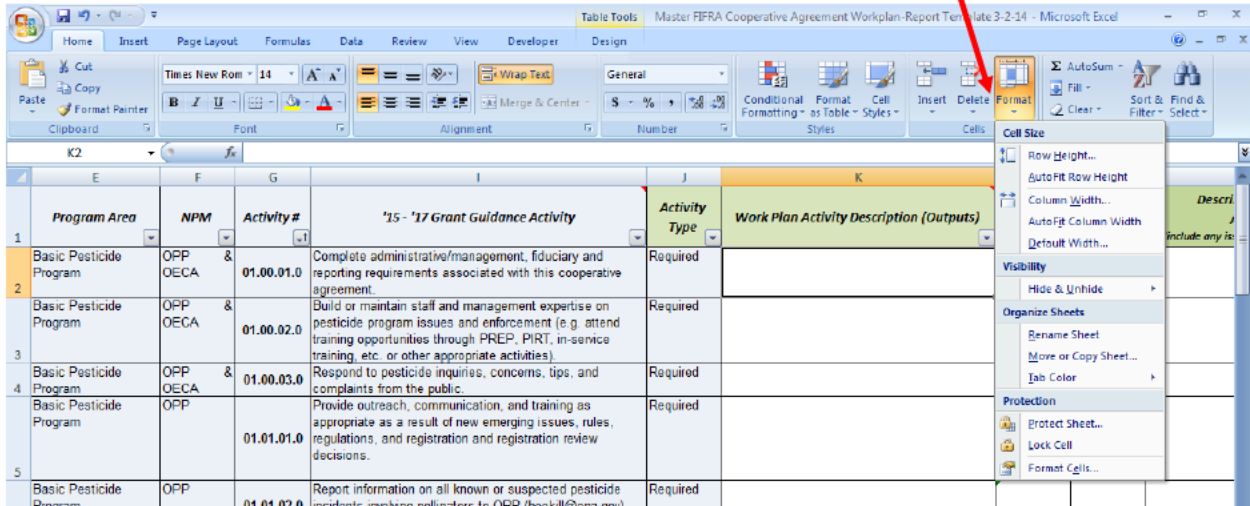 Table Tools Master FIFRA Cooperative Agreement Workplan-Report Template 3-2-14 - Microsoft Excel
Home Insert Page Layout Formulas Data Review View Developer Design
Cut
Copy
Format Painter
Paste
Clipboard
Times New Rom 14
B I U
Font
Wrap Text
Merge & Center
Alignment
General
$ % ,
Number
Conditional Formatting
Format as Table
Cell Styles
Styles
Insert Delete Format
Cells
AutoSum
Fill
Clear
Sort & Filter
Find & Select
K2
fx
E F G I J K
1 Program Area NPM Activity # '15 - '17 Grant Guidance Activity Activity Type Work Plan Activity Description (Outputs)
2 Basic Pesticide Program OPP & OECA 01.00.01.0 Complete administrative/management, fiduciary and
reporting requirements associated with this cooperative
agreement. Required
3 Basic Pesticide Program OPP & OECA 01.00.02.0 Build or maintain staff and management expertise on
pesticide program issues and enforcement (e.g. attend
training opportunities through PREP, PIRT, in-service
training, etc. or other appropriate activities). Required
4 Basic Pesticide Program OPP & OECA 01.00.03.0 Respond to pesticide inquiries, concerns, tips, and
complaints from the public. Required
5 Basic Pesticide Program OPP 01.01.01.0 Provide outreach, communication, and training as
appropriate as a result of new emerging issues, rules,
regulations, and registration and registration review
decisions. Required
Basic Pesticide OPP Report information on all known or suspected pesticide Required
Cell Size
Row Height...
AutoFit Row Height
Column Width...
AutoFit Column Width
Default Width...
Visibility
Hide & Unhide
Organize Sheets
Rename Sheet
Move or Copy Sheet...
Tab Color
Protection
Protect Sheet...
Lock Cell
Format Cells...
Descri
include any is